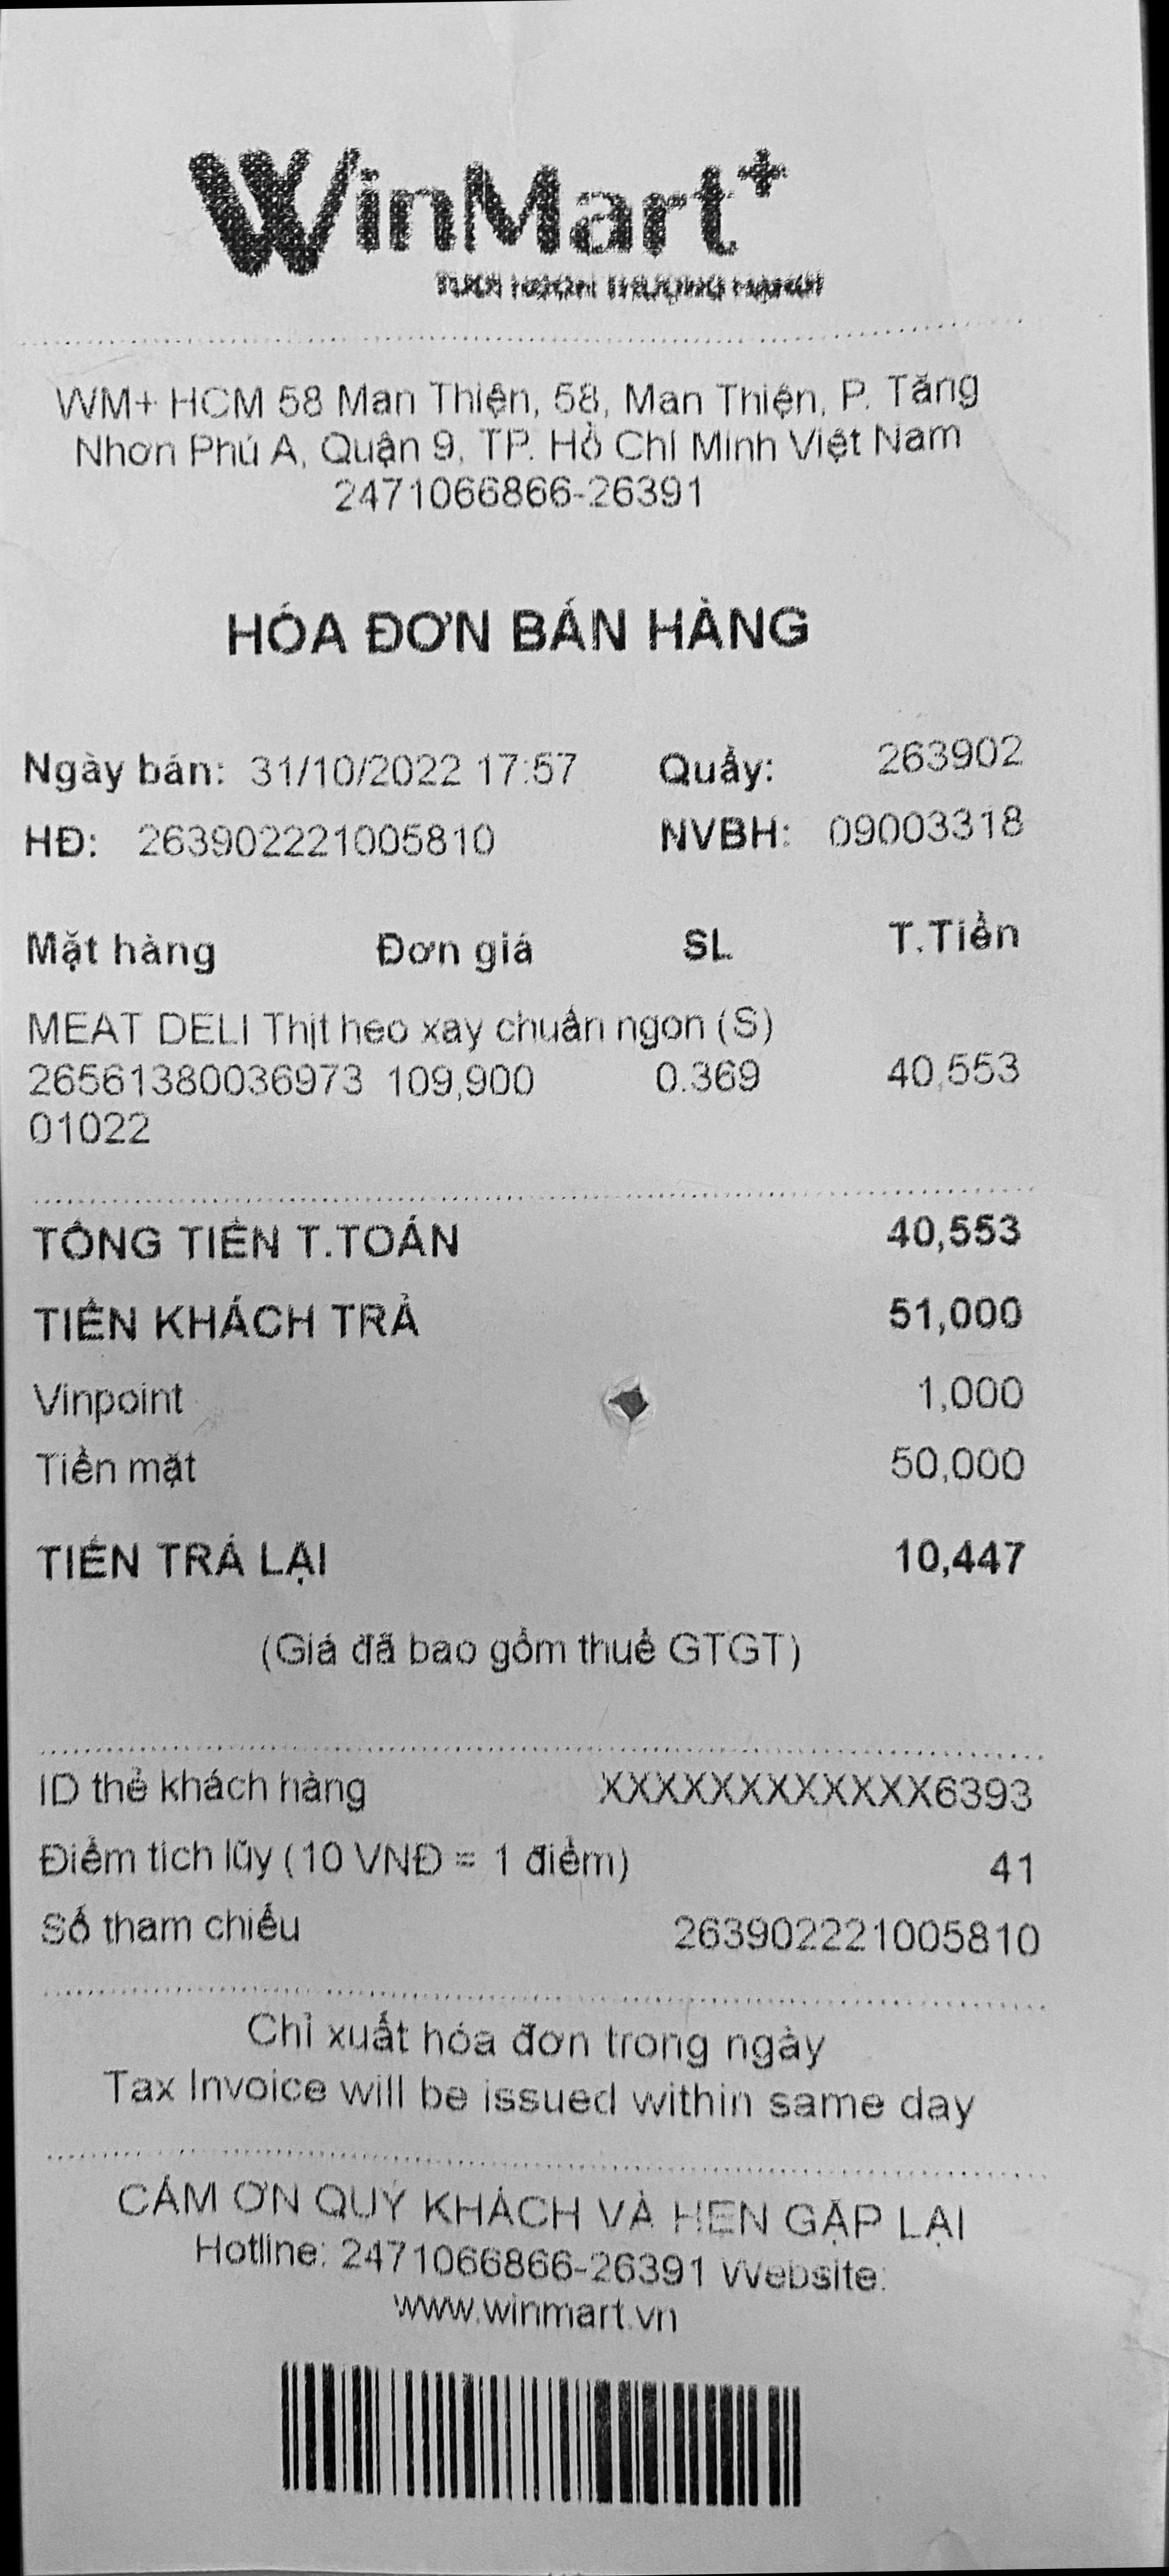 WinMart+
WM+ HCM 58 Man Thiện, 58, Man Thiện, P. Tăng
Nhơn Phú A, Quận 9, TP. Hồ Chí Minh Việt Nam
2471066866-26391
HÓA ĐƠN BÁN HÀNG
Ngày bán: 31/10/2022 17:57 Quầy: 263902
HĐ: 263902221005810 NVBH: 09003318
Mặt hàng Đơn giá SL T.Tiền
MEAT DELI Thịt heo xay chuẩn ngon (S)
26561380036973 109,900 0.369 40,553
01022
TỔNG TIỀN T.TOÁN 40,553
TIỀN KHÁCH TRẢ 51,000
Vinpoint 1,000
Tiền mặt 50,000
TIỀN TRẢ LẠI 10,447
(Giá đã bao gồm thuế GTGT)
ID thẻ khách hàng XXXXXXXXXXXX6393
Điểm tích lũy (10 VNĐ = 1 điểm) 41
Số tham chiếu 263902221005810
Chỉ xuất hóa đơn trong ngày
Tax Invoice will be issued within same day
CẢM ƠN QUÝ KHÁCH VÀ HẸN GẶP LẠI
Hotline: 2471066866-26391 Website:
www.winmart.vn